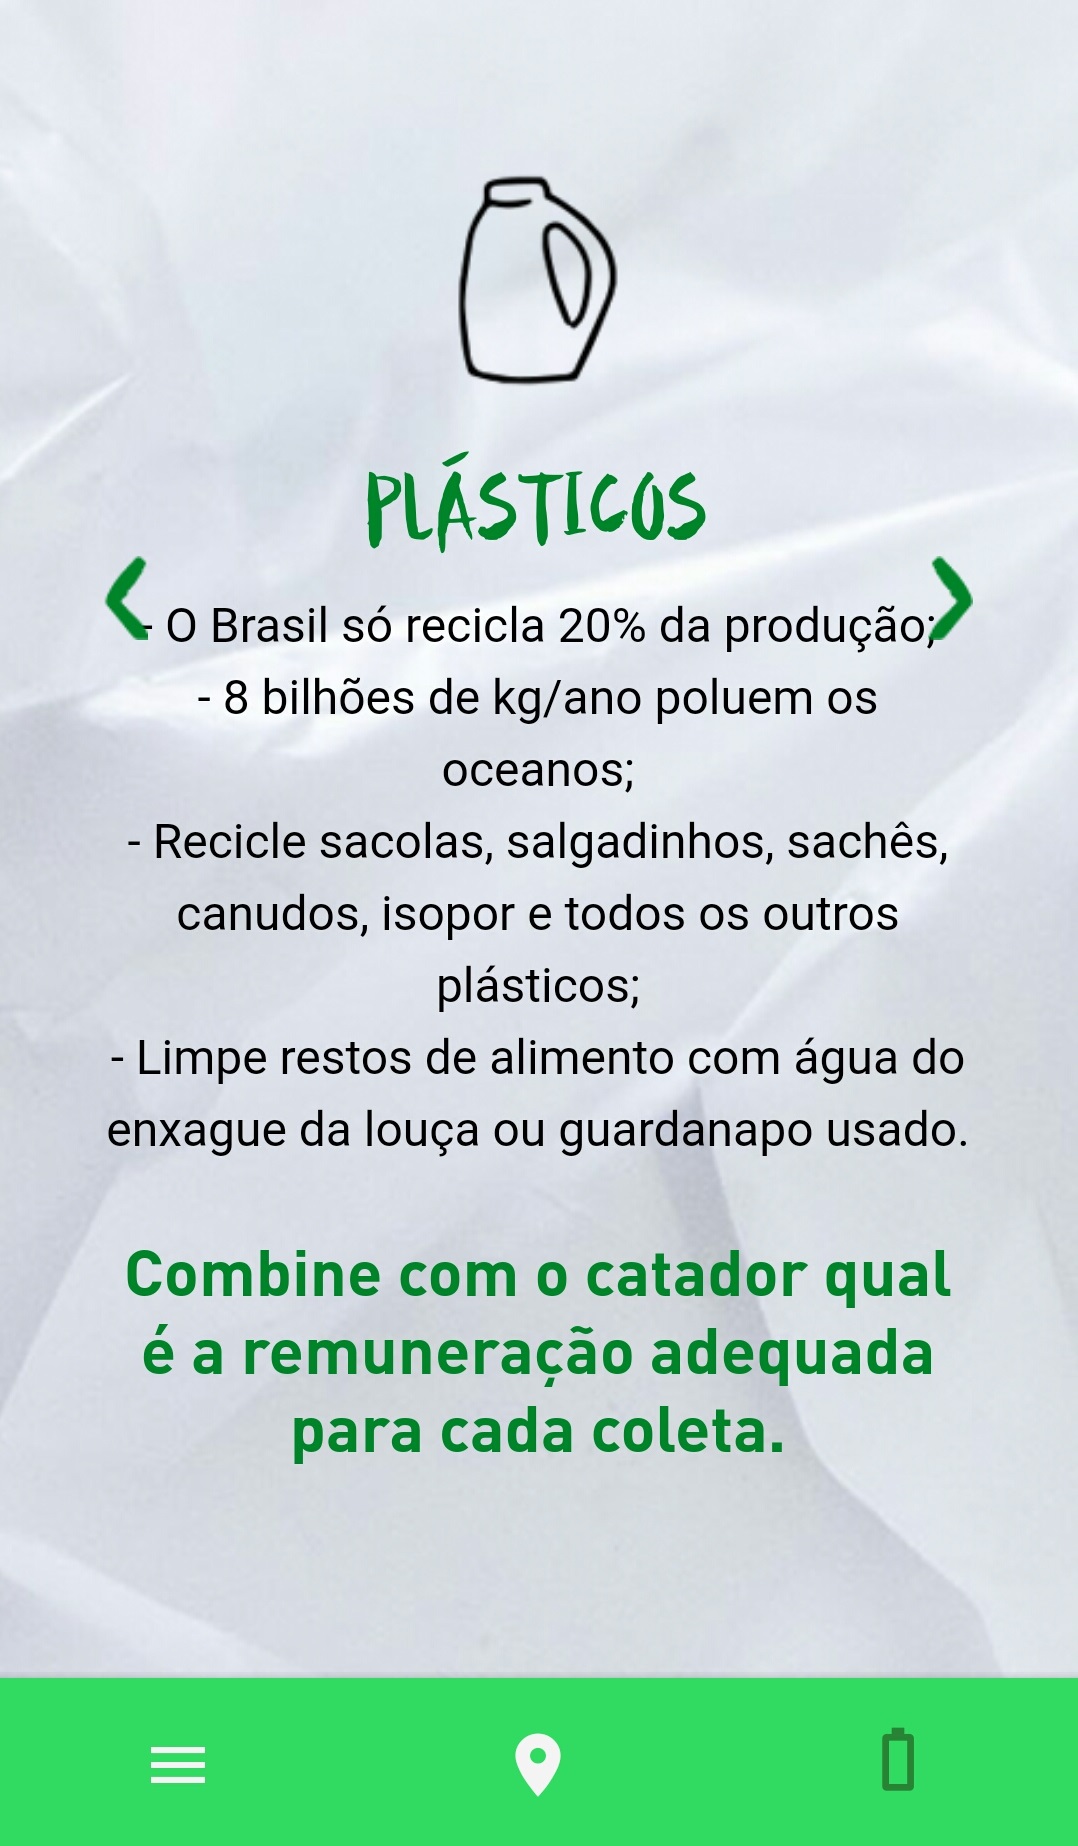 PLÁSTICOS
- O Brasil só recicla 20% da produção;
- 8 bilhões de kg/ano poluem os
oceanos;
- Recicle sacolas, salgadinhos, sachês,
canudos, isopor e todos os outros
plásticos;
- Limpe restos de alimento com água do
enxague da louça ou guardanapo usado.
Combine com o catador qual
é a remuneração adequada
para cada coleta.